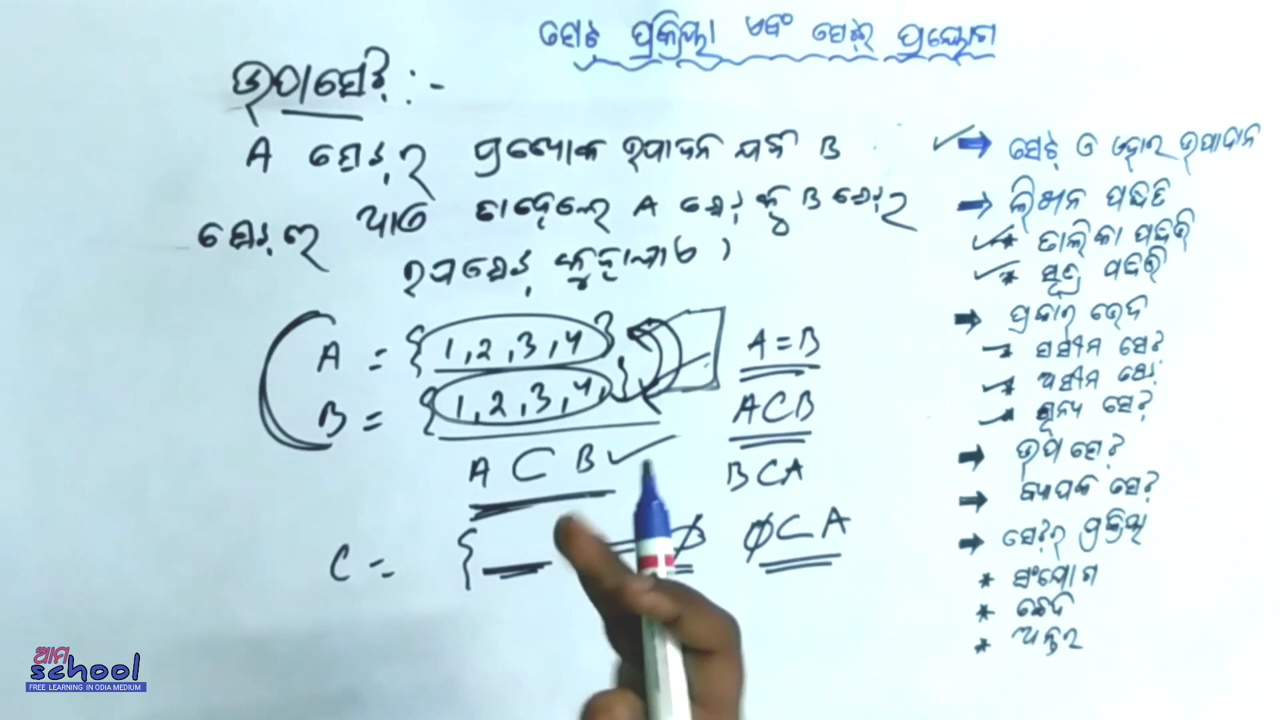 ସେଟ୍ ପ୍ରକ୍ରିୟା ଏବଂ ସେଟ୍‌ର ପ୍ରୟୋଗ
ଉପସେଟ୍ :-
A ସେଟ୍‌ର ପ୍ରତ୍ୟେକ ଉପାଦାନ ଯଦି B
ସେଟ୍‌ର ଅଟେ ତାହେଲେ A ସେଟ୍‌କୁ B ସେଟ୍‌ର
ଉପସେଟ୍ କୁହାଯାଏ ।
A = {1, 2, 3, 4}
B = {1, 2, 3, 4, }
A ⊂ B ✓
C = { = ∅
A = B
A ⊂ B
B ⊂ A
∅ ⊂ A
✓ ➡ ସେଟ୍ ଓ ଏହାର ଉପାଦାନ
➡ ଲିଖନ ପଦ୍ଧତି
✓ * ତାଲିକା ପଦ୍ଧତି
✓ * ସୂତ୍ର ପଦ୍ଧତି
➡ ପ୍ରକାର ଭେଦ
ସସୀମ ସେଟ୍
* ଅସୀମ ସେଟ୍
ଶୂନ୍ୟ ସେଟ୍
➡ ଉପସେଟ୍
➡ ବ୍ୟାପକ ସେଟ୍
➡ ସେଟ୍‌ର ପ୍ରକ୍ରିୟା
* ସଂଯୋଗ
* ଛେଦ
* ଅନ୍ତର
ଆମ
school
FREE LEARNING IN ODIA MEDIUM